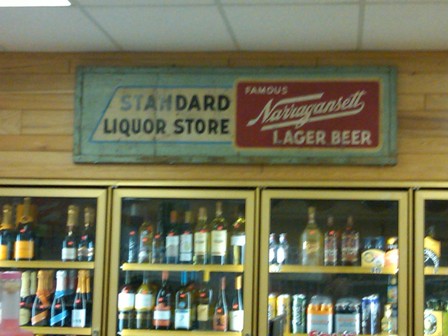 STANDARD
LIQUOR STORE
FAMOUS
Narragansett
LAGER BEER